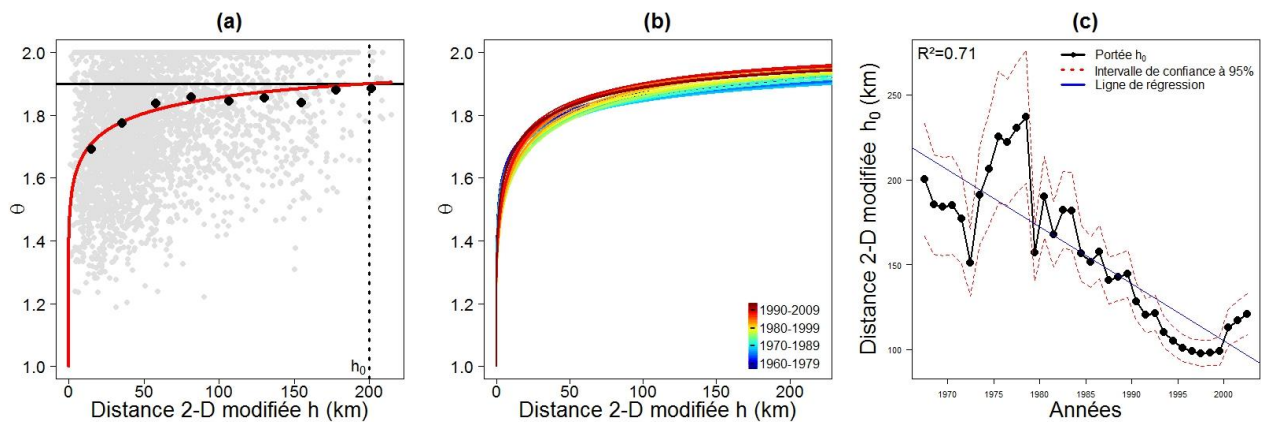 (a)
2.0
1.8
1.6
1.4
1.2
1.0
θ
h0
0 50 100 150 200
Distance 2-D modifiée h (km)
(b)
2.0
1.8
1.6
1.4
1.2
1.0
θ
1990-2009
1980-1999
1970-1989
1960-1979
0 50 100 150 200
Distance 2-D modifiée h (km)
(c)
R²=0.71
Portée h0
Intervalle de confiance à 95%
Ligne de régression
Distance 2-D modifiée h0 (km)
250
200
150
100
1970 1975 1980 1985 1990 1995 2000
Années